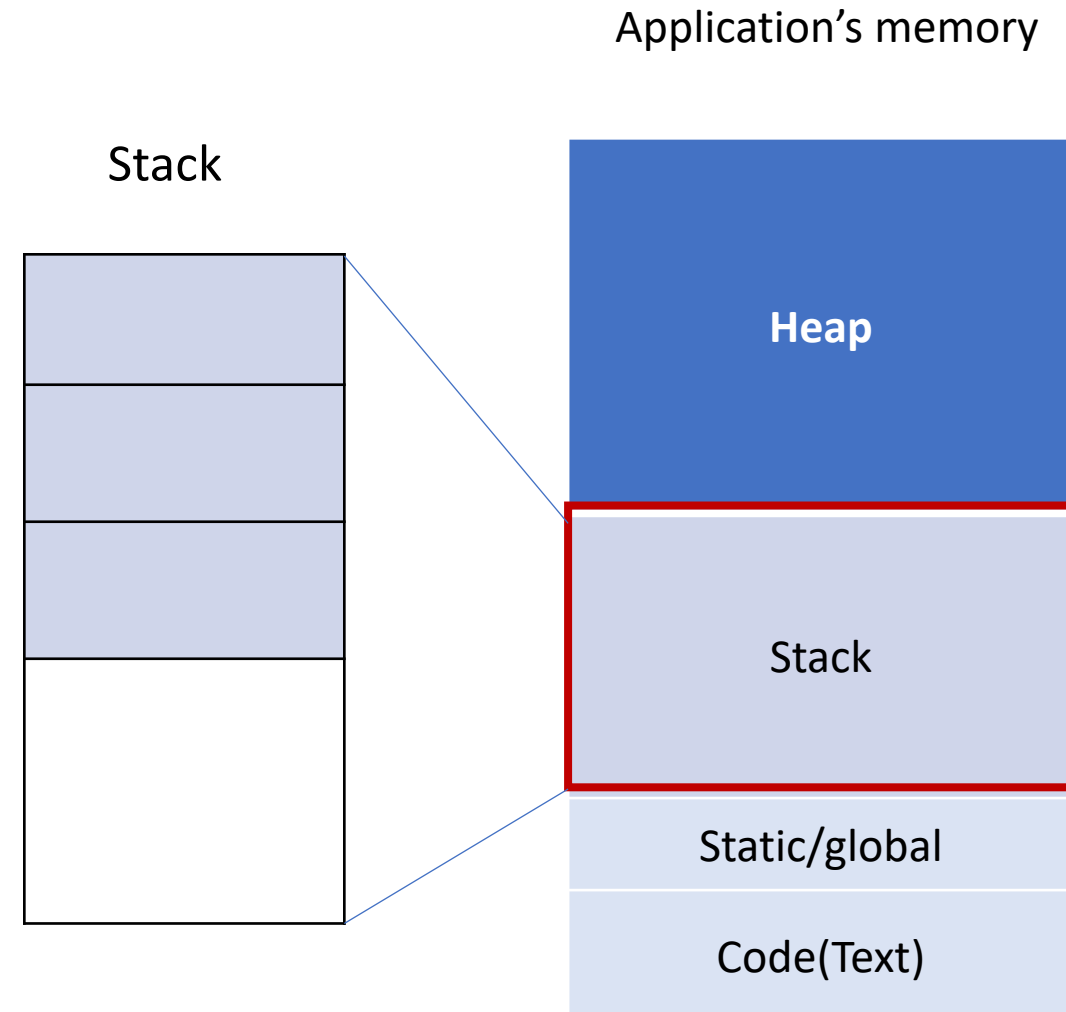 Application’s memory
Stack
Heap
Stack
Static/global
Code(Text)